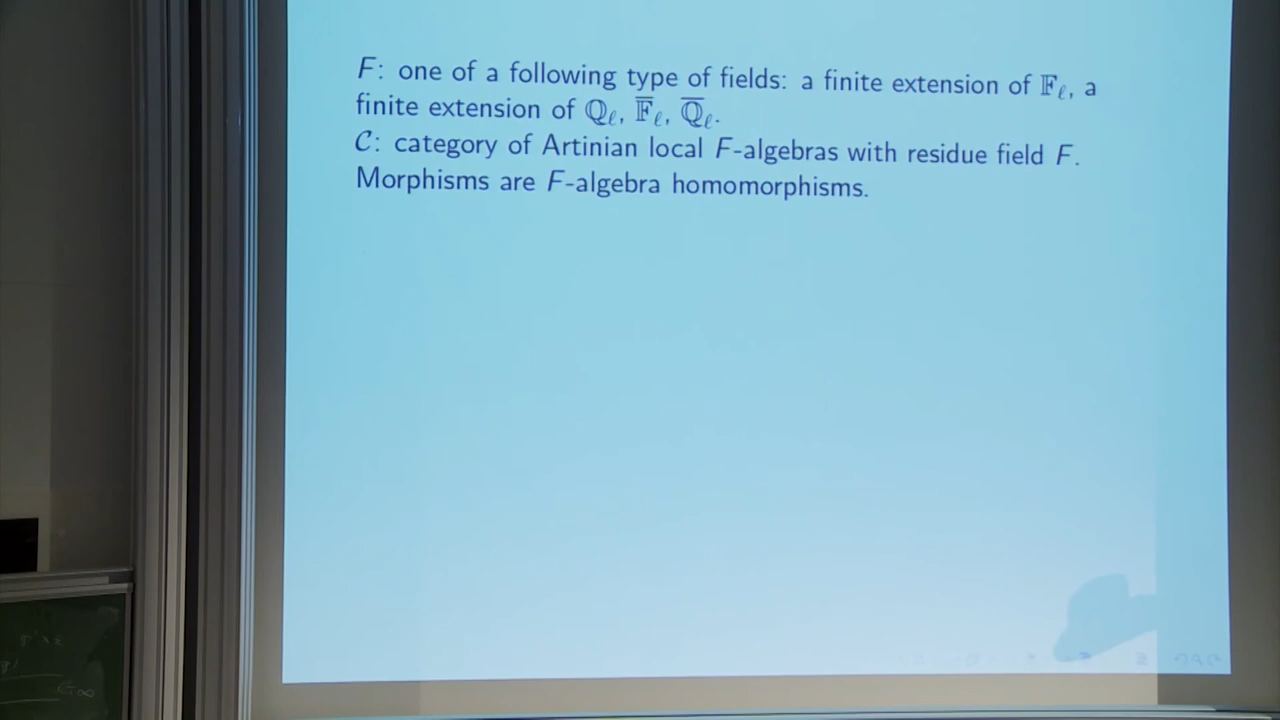 F: one of a following type of fields: a finite extension of 𝔽_ℓ, a
finite extension of ℚ_ℓ, 𝔽̅_ℓ, ℚ̅_ℓ.
𝒞: category of Artinian local F-algebras with residue field F.
Morphisms are F-algebra homomorphisms.